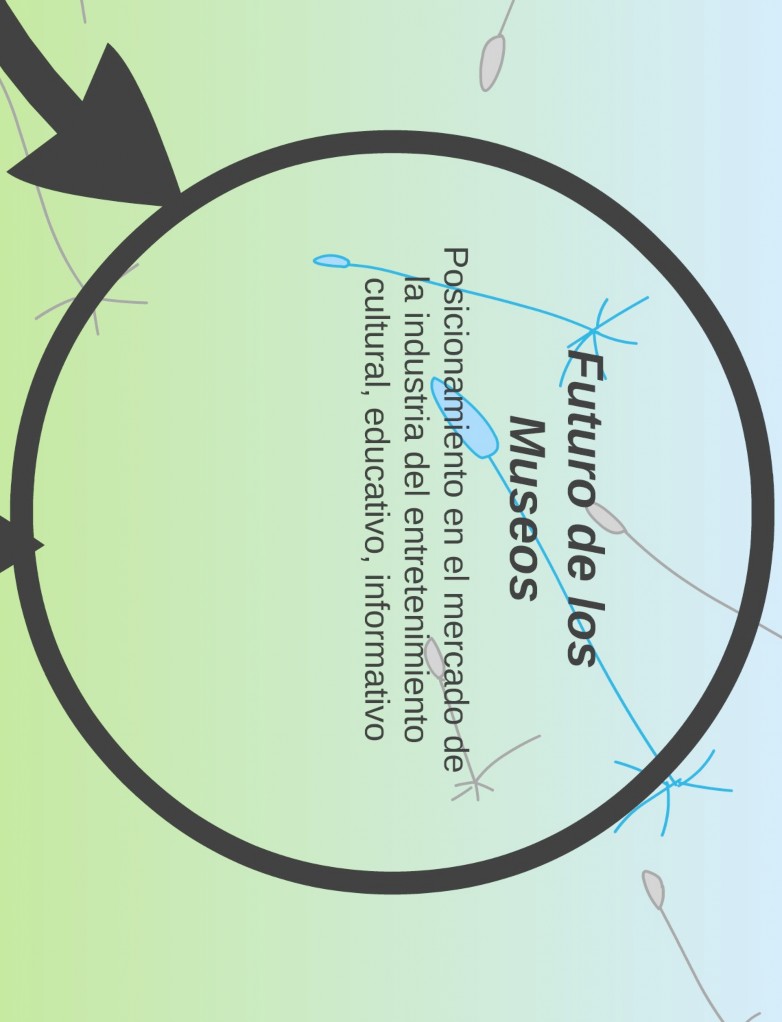 Futuro de los
Museos
Posicionamiento en el mercado de
la industria del entretenimiento
cultural, educativo, informativo